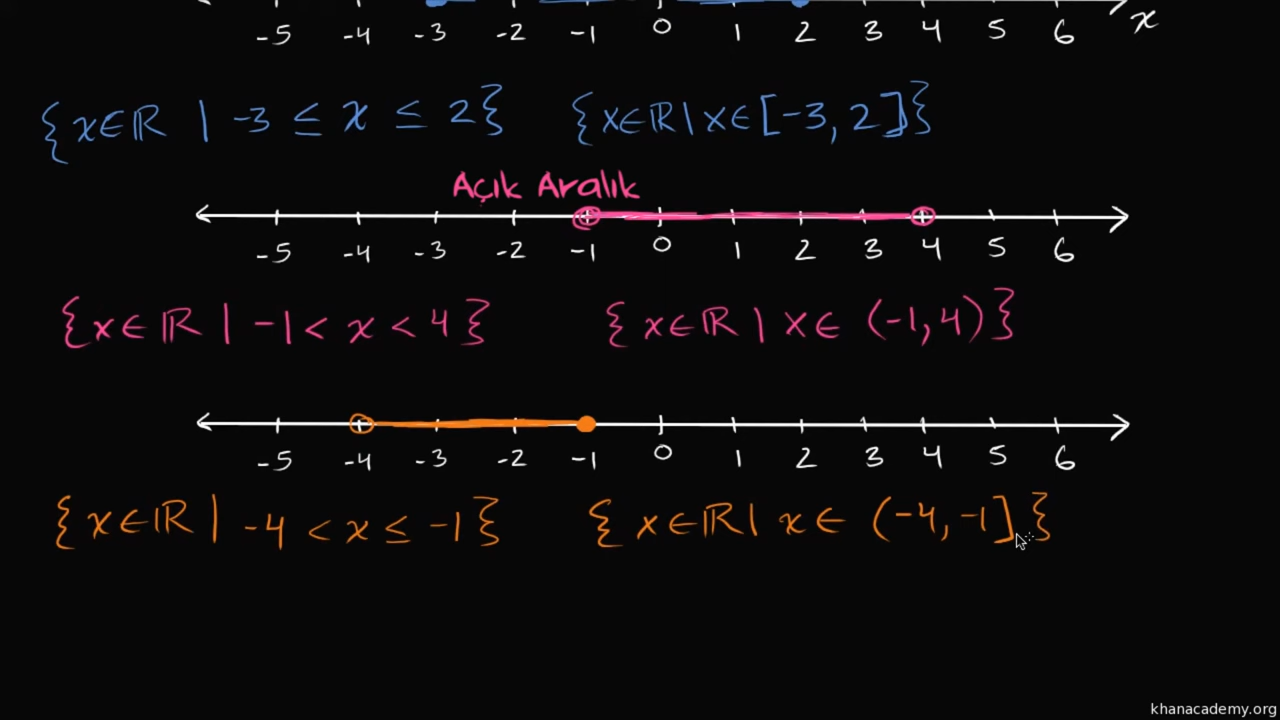 -5 -4 -3 -2 -1 0 1 2 3 4 5 6 x
{x∈ℝ | -3 ≤ x ≤ 2} {x∈ℝ | x∈[-3, 2]}
Açık Aralık
-5 -4 -3 -2 -1 0 1 2 3 4 5 6
{x∈ℝ | -1 < x < 4} {x∈ℝ | x∈ (-1, 4)}
-5 -4 -3 -2 -1 0 1 2 3 4 5 6
{x∈ℝ | -4 < x ≤ -1} {x∈ℝ | x∈ (-4, -1]}
khanacademy.org